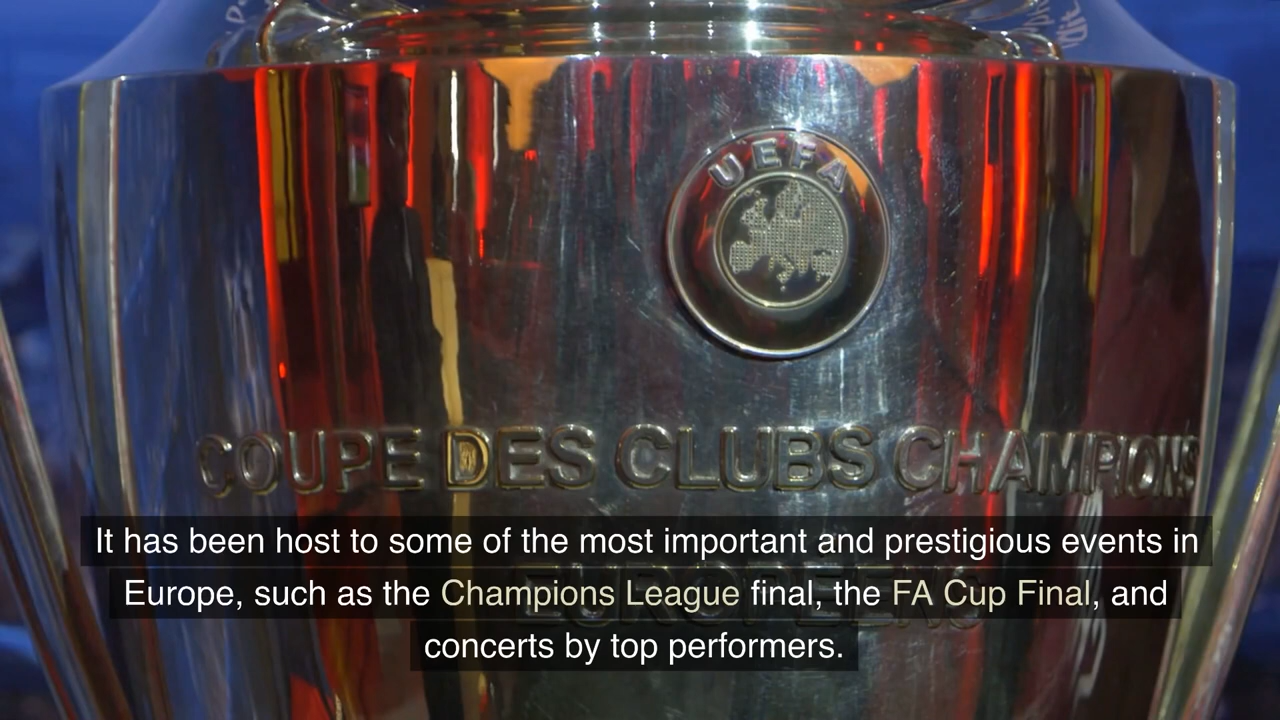 UEFA
COUPE DES CLUBS CHAMPIONS
EUROPÉENS
It has been host to some of the most important and prestigious events in
Europe, such as the Champions League final, the FA Cup Final, and
concerts by top performers.